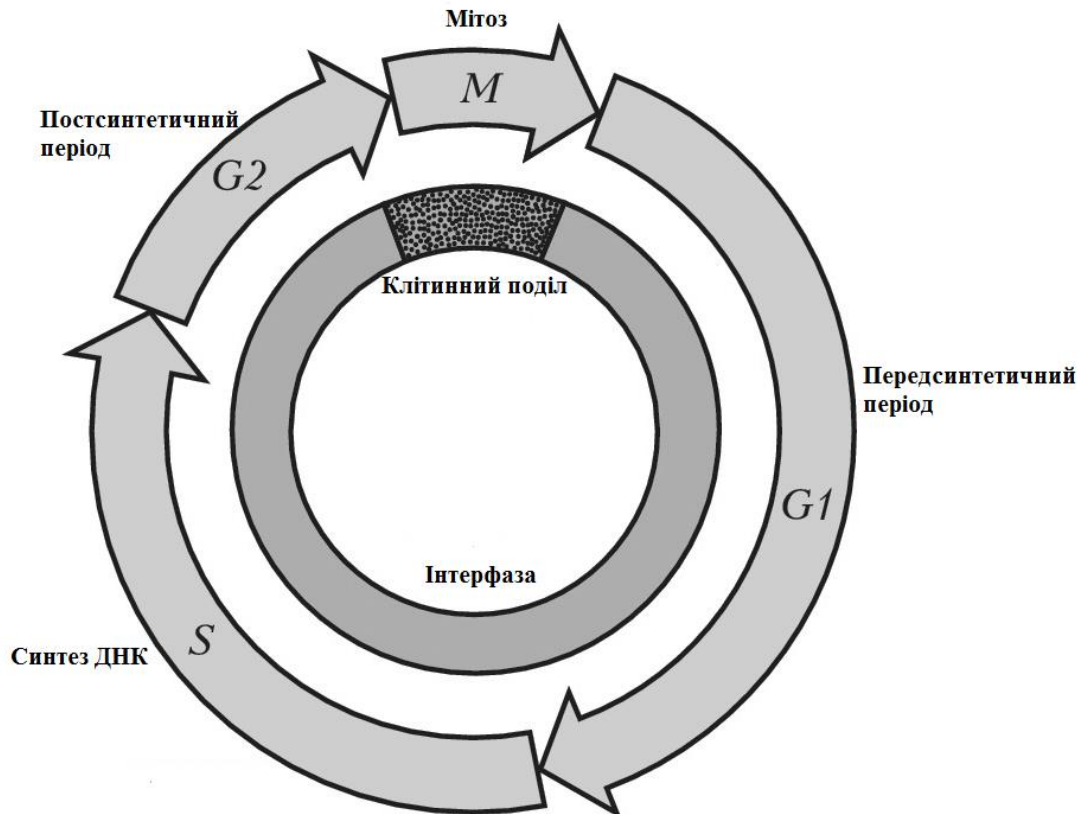 Мітоз
M
Постсинтетичний
період
G2
Клітинний поділ
Передсинтетичний
період
G1
Інтерфаза
S
Синтез ДНК